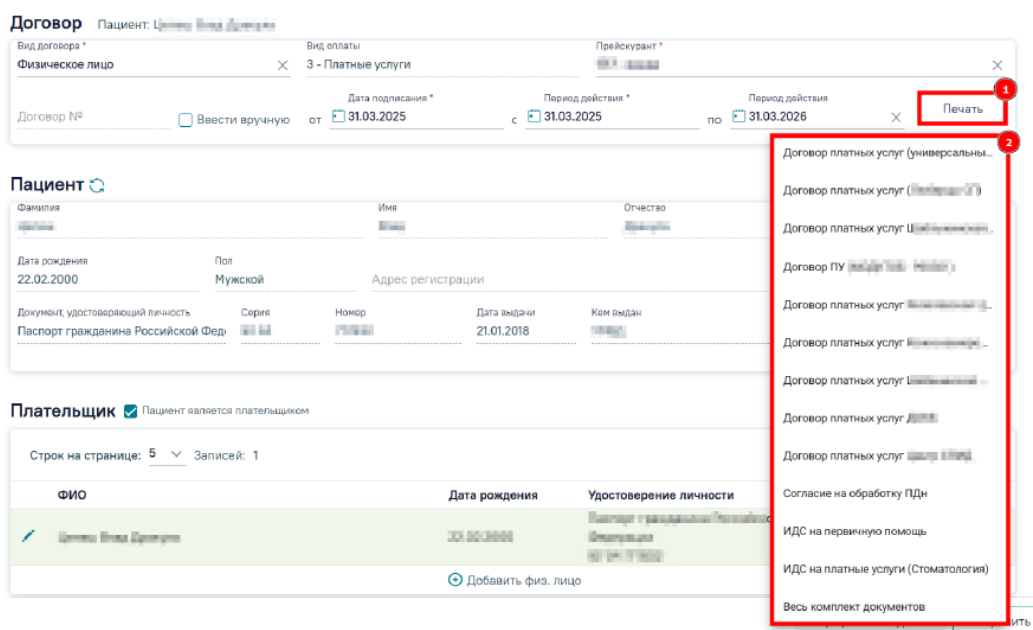 Договор Пациент:
Вид договора *
Вид оплаты
Прейскурант *
Физическое лицо
3 - Платные услуги
1
Договор №
Ввести вручную
от
Дата подписания *
31.03.2025
с
Период действия *
31.03.2025
по
Период действия
31.03.2026
Печать
2
Договор платных услуг (универсальны...
Договор платных услуг (
Договор платных услуг
Договор ПУ
Договор платных услуг
Договор платных услуг
Договор платных услуг
Договор платных услуг
Договор платных услуг
Согласие на обработку ПДн
ИДС на первичную помощь
ИДС на платные услуги (Стоматология)
Весь комплект документов
Пациент
Фамилия
Имя
Отчество
Дата рождения
Пол
22.02.2000
Мужской
Адрес регистрации
Документ, удостоверяющий личность
Серия
Номер
Дата выдачи
Кем выдан
Паспорт гражданина Российской Феде
21.01.2018
Плательщик Пациент является плательщиком
Строк на странице: 5 Записей: 1
ФИО
Дата рождения
Удостоверение личности
Добавить физ. лицо